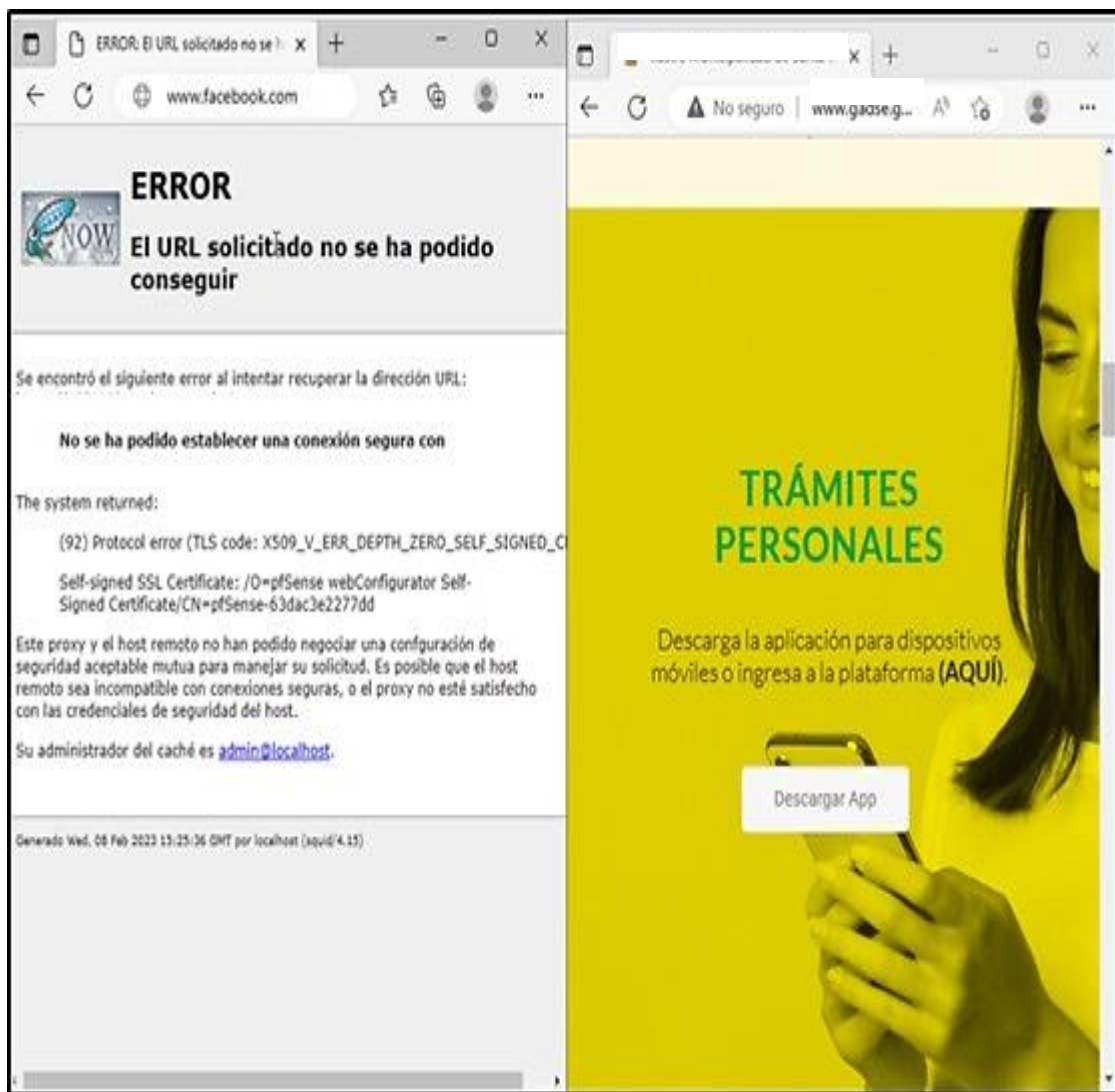 ERROR: El URL solicitado no se h
www.facebook.com
NOW
ERROR
El URL solicitado no se ha podido
conseguir
Se encontró el siguiente error al intentar recuperar la dirección URL:
No se ha podido establecer una conexión segura con
The system returned:
(92) Protocol error (TLS code: X509_V_ERR_DEPTH_ZERO_SELF_SIGNED_C
Self-signed SSL Certificate: /O=pfSense webConfigurator Self-
Signed Certificate/CN=pfSense-63dac3e2277dd
Este proxy y el host remoto no han podido negociar una confguración de
seguridad aceptable mutua para manejar su solicitud. Es posible que el host
remoto sea incompatible con conexiones seguras, o el proxy no esté satisfecho
con las credenciales de seguridad del host.
Su administrador del caché es admin@localhost.
Generado Wed, 08 Feb 2023 15:25:36 GMT por localhost (squid/4.15)
No seguro
TRÁMITES
PERSONALES
Descarga la aplicación para dispositivos
móviles o ingresa a la plataforma (AQUÍ).
Descargar App